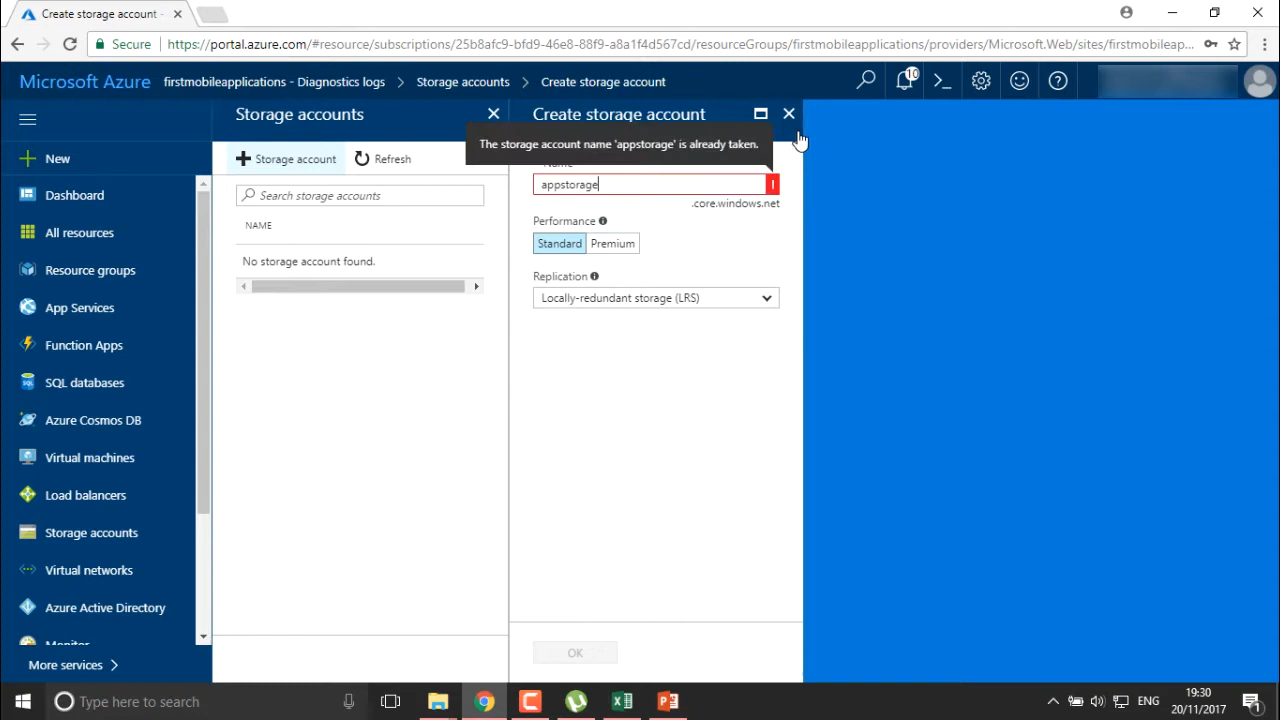 Create storage account -
Secure
https://portal.azure.com/#resource/subscriptions/25b8afc9-bfd9-46e8-88f9-a8a1f4d567cd/resourceGroups/firstmobileapplications/providers/Microsoft.Web/sites/firstmobileap...
Microsoft Azure
firstmobileapplications - Diagnostics logs
Storage accounts
Create storage account
10
Storage accounts
Create storage account
The storage account name 'appstorage' is already taken.
New
Storage account
Refresh
Name
appstorage
.core.windows.net
Search storage accounts
NAME
No storage account found.
Performance
Standard
Premium
Replication
Locally-redundant storage (LRS)
Dashboard
All resources
Resource groups
App Services
Function Apps
SQL databases
Azure Cosmos DB
Virtual machines
Load balancers
Storage accounts
Virtual networks
Azure Active Directory
Monitor
More services
OK
Type here to search
ENG
19:30
20/11/2017
1